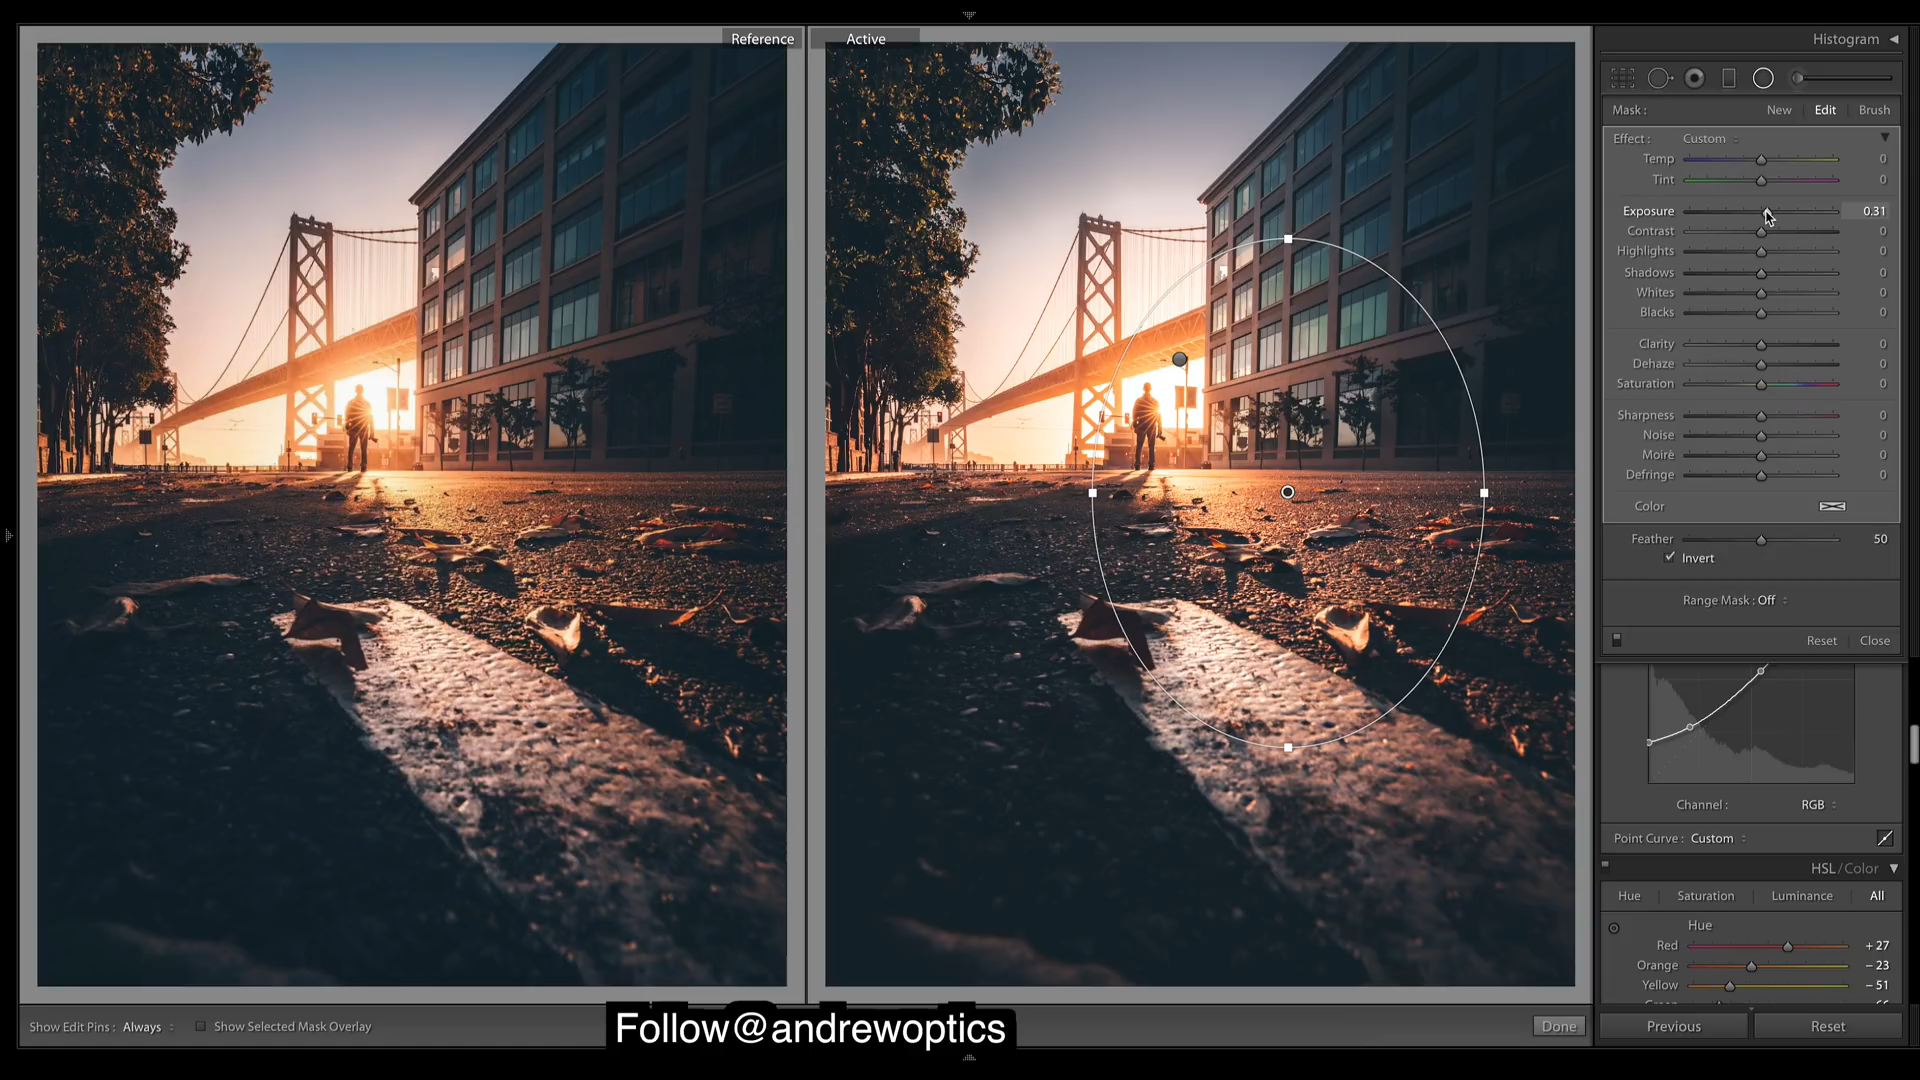 Reference
Active
Histogram
Mask : New Edit Brush
Effect : Custom
Temp 0
Tint 0
Exposure 0.31
Contrast 0
Highlights 0
Shadows 0
Whites 0
Blacks 0
Clarity 0
Dehaze 0
Saturation 0
Sharpness 0
Noise 0
Moiré 0
Defringe 0
Color
Feather 50
Invert
Range Mask : Off
Reset Close
Channel : RGB
Point Curve : Custom
HSL / Color
Hue Saturation Luminance All
Hue
Red + 27
Orange − 23
Yellow − 51
Show Edit Pins : Always Show Selected Mask Overlay
Follow@andrewoptics
Done
Previous Reset